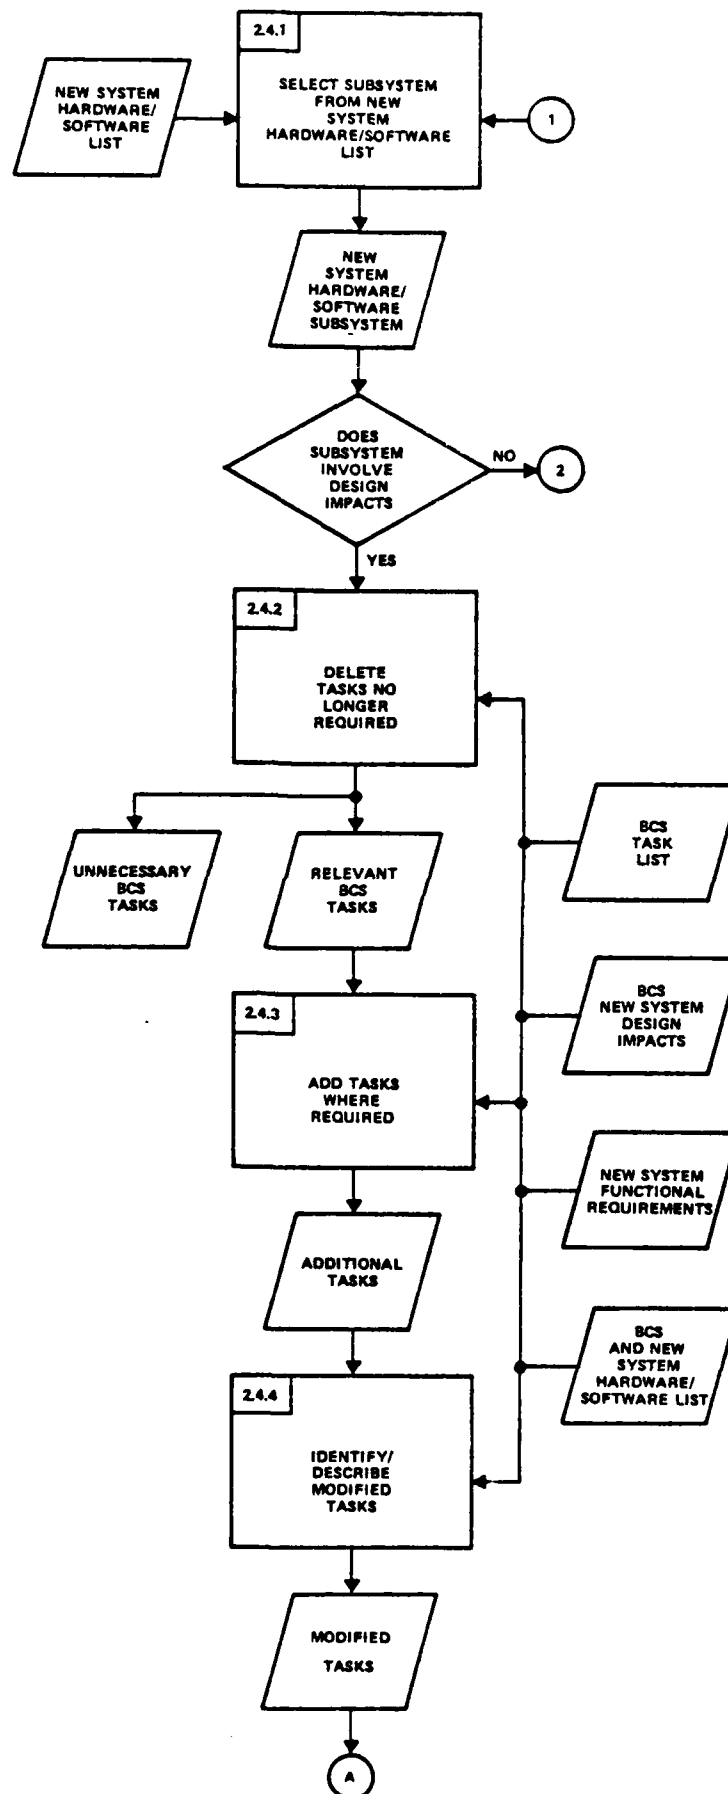 2.4.1
SELECT SUBSYSTEM
FROM NEW
SYSTEM
HARDWARE/SOFTWARE
LIST
NEW SYSTEM
HARDWARE/
SOFTWARE
LIST
1
NEW
SYSTEM
HARDWARE/
SOFTWARE
SUBSYSTEM
DOES
SUBSYSTEM
INVOLVE
DESIGN
IMPACTS
NO
2
YES
2.4.2
DELETE
TASKS NO
LONGER
REQUIRED
UNNECESSARY
BCS
TASKS
RELEVANT
BCS
TASKS
BCS
TASK
LIST
BCS
NEW SYSTEM
DESIGN
IMPACTS
2.4.3
ADD TASKS
WHERE
REQUIRED
NEW SYSTEM
FUNCTIONAL
REQUIREMENTS
ADDITIONAL
TASKS
BCS
AND NEW
SYSTEM
HARDWARE/
SOFTWARE LIST
2.4.4
IDENTIFY/
DESCRIBE
MODIFIED
TASKS
MODIFIED
TASKS
A